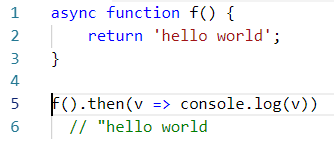 1 async function f() {
2     return 'hello world';
3 }
4
5 f().then(v => console.log(v))
6   // "hello world